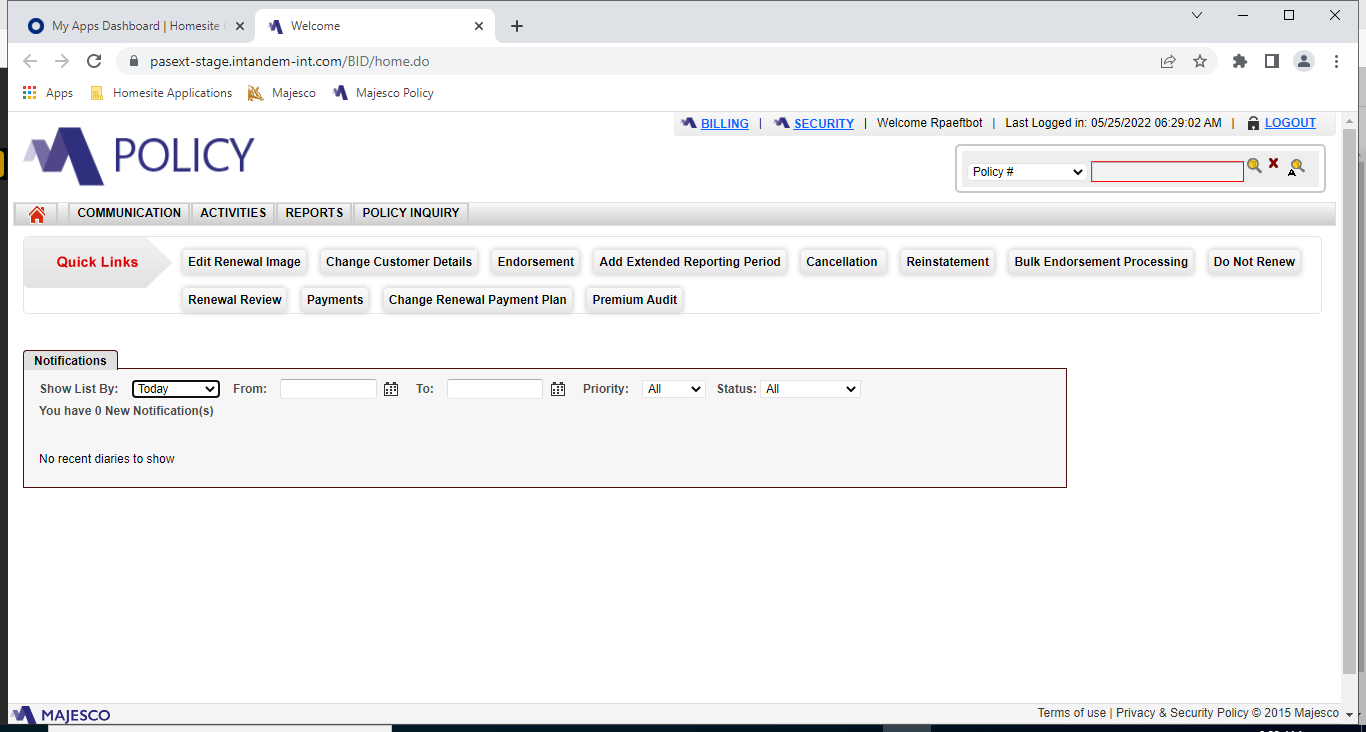 My Apps Dashboard | Homesite
Welcome
pasext-stage.intandem-int.com/BID/home.do
Apps
Homesite Applications
Majesco
Majesco Policy
BILLING | SECURITY | Welcome Rpaeftbot | Last Logged in: 05/25/2022 06:29:02 AM | LOGOUT
POLICY
Policy #
COMMUNICATION ACTIVITIES REPORTS POLICY INQUIRY
Quick Links
Edit Renewal Image Change Customer Details Endorsement Add Extended Reporting Period Cancellation Reinstatement Bulk Endorsement Processing Do Not Renew
Renewal Review Payments Change Renewal Payment Plan Premium Audit
Notifications
Show List By: Today From: To: Priority: All Status: All
You have 0 New Notification(s)
No recent diaries to show
MAJESCO
Terms of use | Privacy & Security Policy © 2015 Majesco